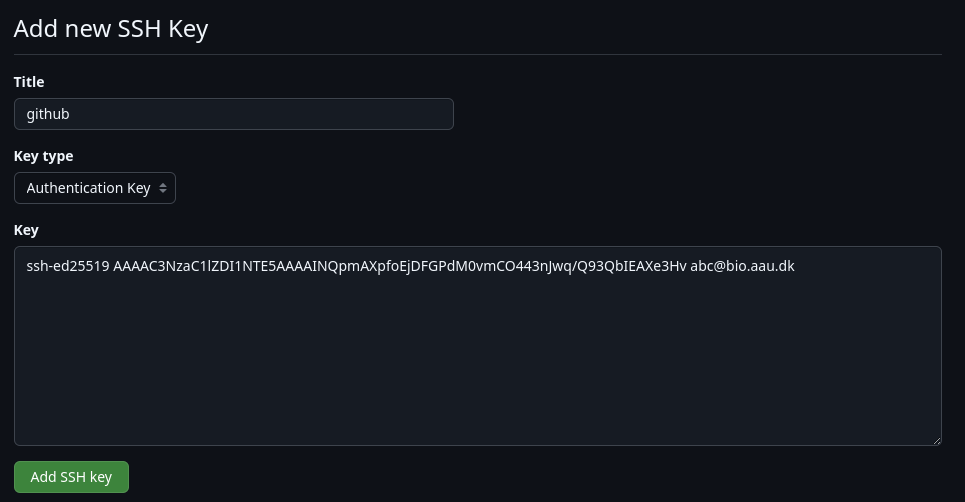 Add new SSH Key
Title
github
Key type
Authentication Key
Key
ssh-ed25519 AAAAC3NzaC1lZDI1NTE5AAAAINQpmAXpfoEjDFGPdM0vmCO443nJwq/Q93QbIEAXe3Hv abc@bio.aau.dk
Add SSH key